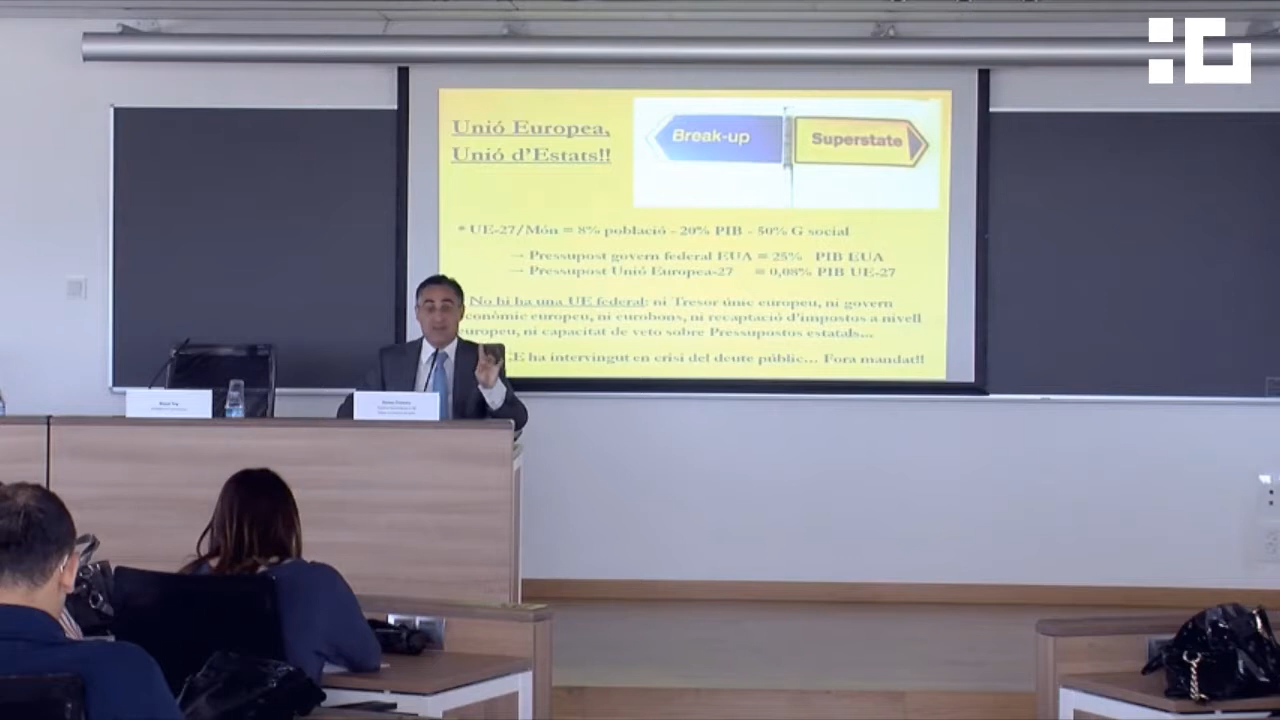 Unió Europea,
Unió d'Estats!!
Break-up
Superstate
* UE-27/Món = 8% població - 20% PIB - 50% G social
→ Pressupost govern federal EUA = 25% PIB EUA
→ Pressupost Unió Europea-27 = 0,08% PIB UE-27
No hi ha una UE federal: ni Tresor únic europeu, ni govern
econòmic europeu, ni eurobons, ni recaptació d'impostos a nivell
europeu, ni capacitat de veto sobre Pressupostos estatals...
CE ha intervingut en crisi del deute públic... Fora mandat!!